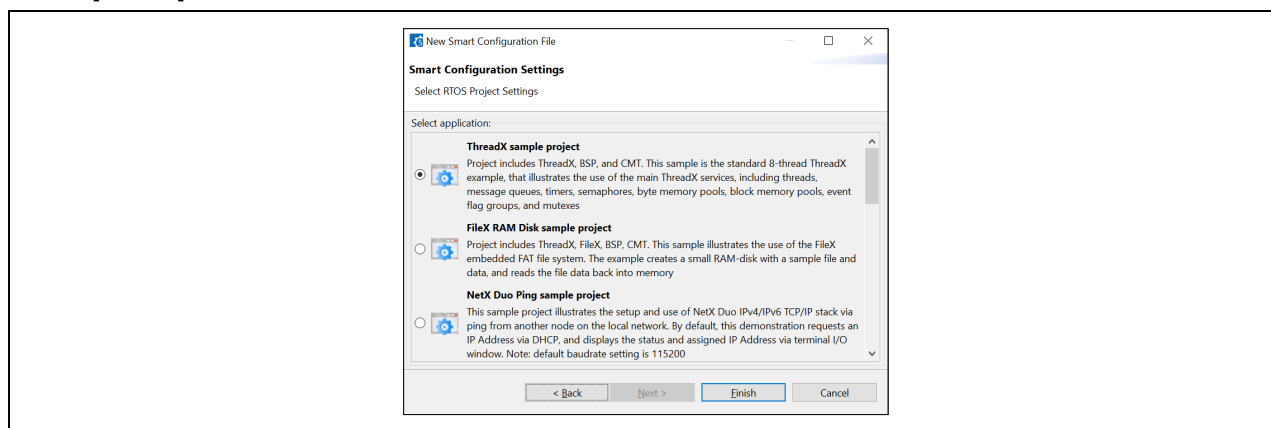 New Smart Configuration File
Smart Configuration Settings
Select RTOS Project Settings
Select application:
ThreadX sample project
Project includes ThreadX, BSP, and CMT. This sample is the standard 8-thread ThreadX
example, that illustrates the use of the main ThreadX services, including threads,
message queues, timers, semaphores, byte memory pools, block memory pools, event
flag groups, and mutexes
FileX RAM Disk sample project
Project includes ThreadX, FileX, BSP, CMT. This sample illustrates the use of the FileX
embedded FAT file system. The example creates a small RAM-disk with a sample file and
data, and reads the file data back into memory
NetX Duo Ping sample project
This sample project illustrates the setup and use of NetX Duo IPv4/IPv6 TCP/IP stack via
ping from another node on the local network. By default, this demonstration requests an
IP Address via DHCP, and displays the status and assigned IP Address via terminal I/O
window. Note: default baudrate setting is 115200
< Back Next > Finish Cancel